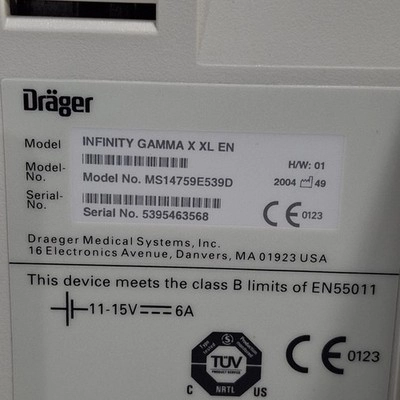 Dräger
Model INFINITY GAMMA X XL EN
H/W: 01
Model-No. Model No. MS14759E539D
2004 49
Serial-No. Serial No. 5395463568
CE 0123
Draeger Medical Systems, Inc.
16 Electronics Avenue, Danvers, MA 01923 USA
This device meets the class B limits of EN55011
11-15V 6A
TÜV
PRODUCT SERVICE
C NRTL US
CE 0123